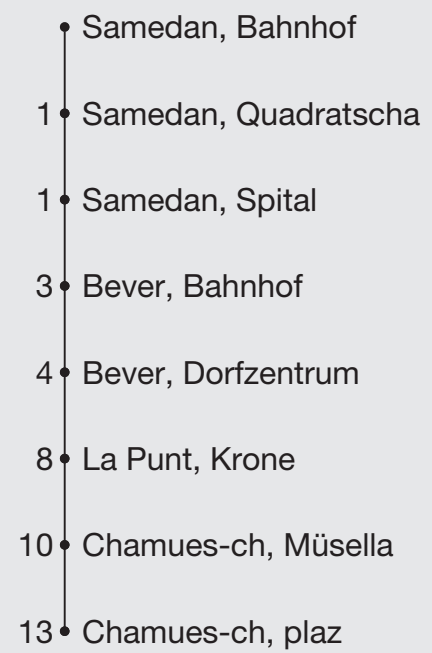 Samedan, Bahnhof
1 Samedan, Quadratscha
1 Samedan, Spital
3 Bever, Bahnhof
4 Bever, Dorfzentrum
8 La Punt, Krone
10 Chamues-ch, Müsella
13 Chamues-ch, plaz